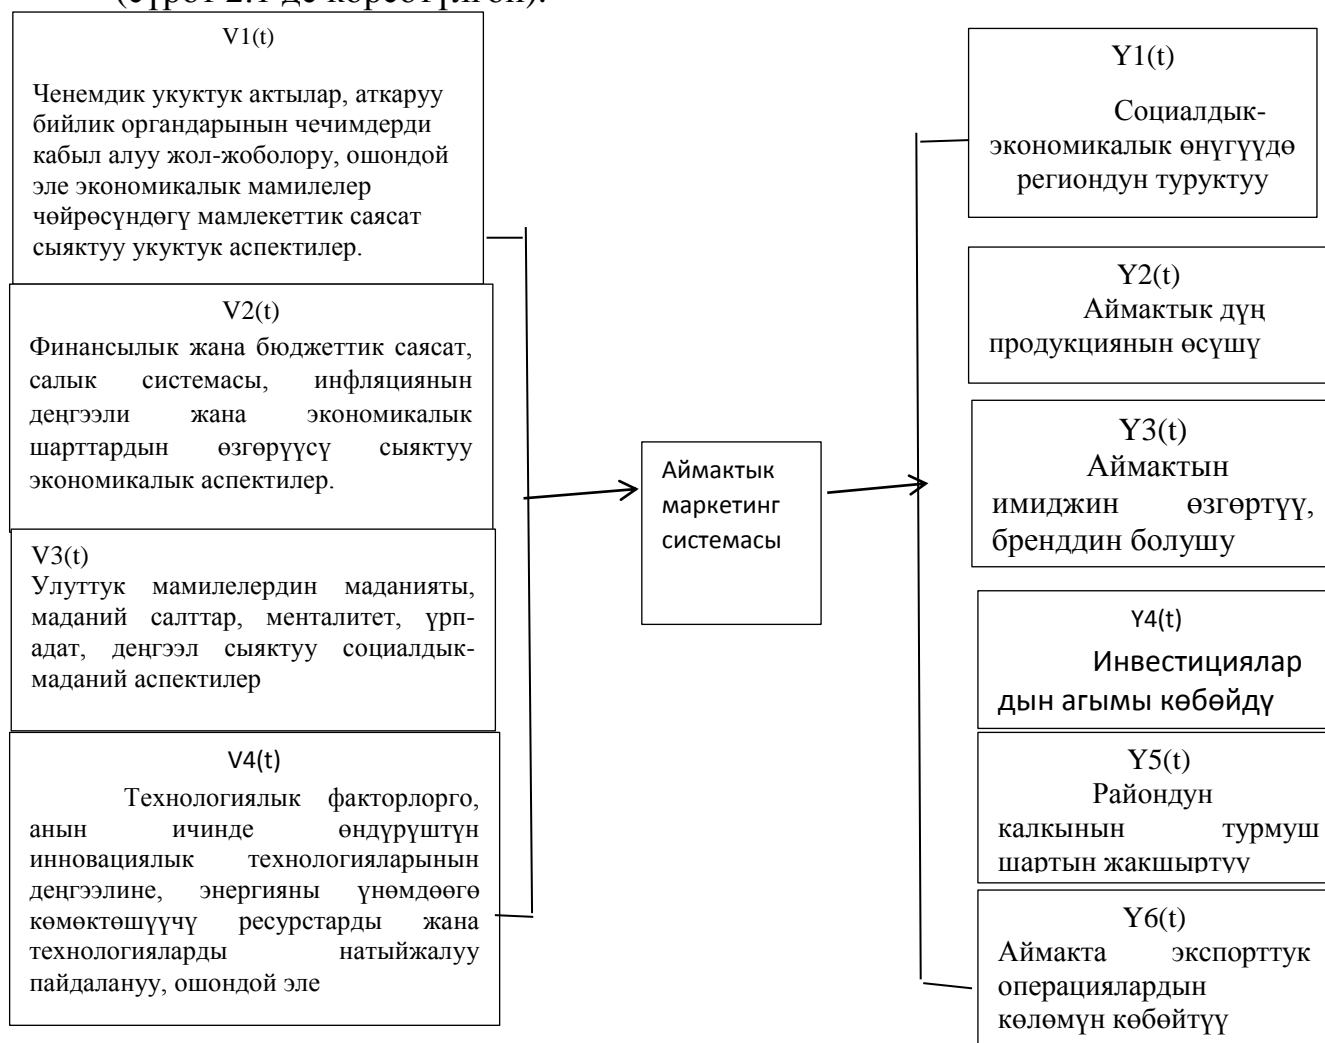 (сүрөт 2.1-де көрсөтүлгөн).
V1(t)
Ченемдик укуктук актылар, аткаруу
бийлик органдарынын чечимдерди
кабыл алуу жол-жоболору, ошондой
эле экономикалык мамилелер
чөйрөсүндөгү мамлекеттик саясат
сыяктуу укуктук аспектилер.
V2(t)
Финансылык жана бюджеттик саясат,
салык системасы, инфляциянын
деңгээли жана экономикалык
шарттардын өзгөрүүсү сыяктуу
экономикалык аспектилер.
V3(t)
Улуттук мамилелердин маданияты,
маданий салттар, менталитет, үрп-
адат, деңгээл сыяктуу социалдык-
маданий аспектилер
V4(t)
Технологиялык факторлорго,
анын ичинде өндүрүштүн
инновациялык технологияларынын
деңгээлине, энергияны үнөмдөөгө
көмөктөшүүчү ресурстарды жана
технологияларды натыйжалуу
пайдалануу, ошондой эле
Аймактык
маркетинг
системасы
Y1(t)
Социалдык-
экономикалык өнүгүүдө
региондун туруктуу
Y2(t)
Аймактык дүң
продукциянын өсүшү
Y3(t)
Аймактын
имиджин өзгөртүү,
бренддин болушу
Y4(t)
Инвестициялар
дын агымы көбөйдү
Y5(t)
Райондун
калкынын турмуш
шартын жакшыртуу
Y6(t)
Аймакта экспорттук
операциялардын
көлөмүн көбөйтүү